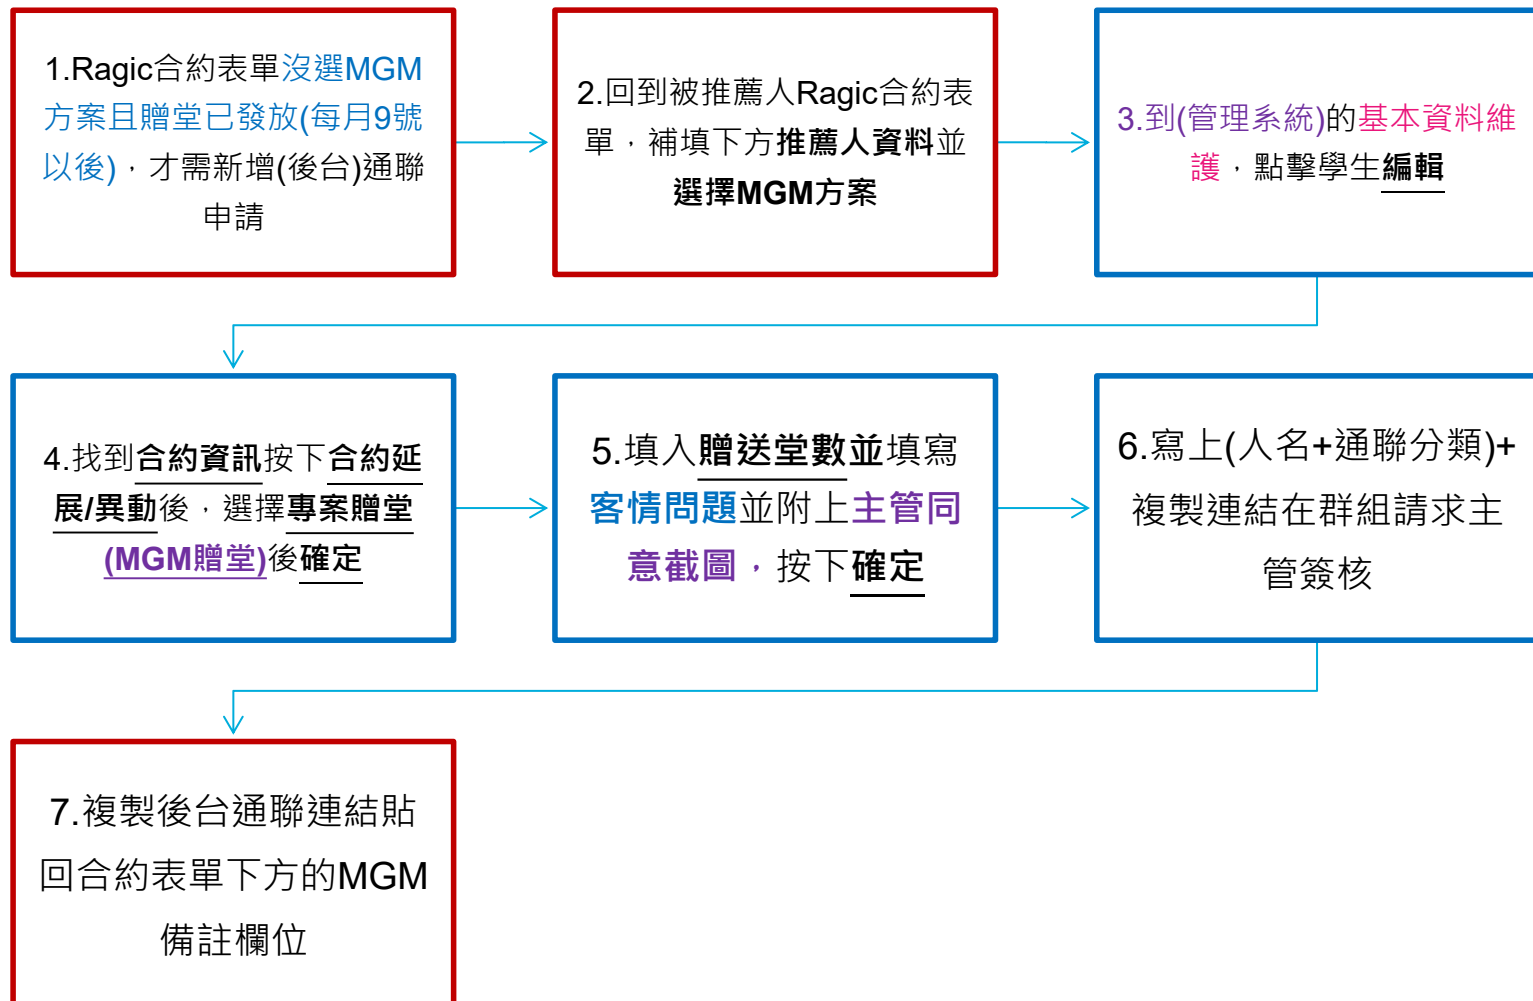 1.Ragic合約表單沒選MGM
方案且贈堂已發放(每月9號
以後)，才需新增(後台)通聯
申請
2.回到被推薦人Ragic合約表
單，補填下方推薦人資料並
選擇MGM方案
3.到(管理系統)的基本資料維
護，點擊學生編輯
4.找到合約資訊按下合約延
展/異動後，選擇專案贈堂
(MGM贈堂)後確定
5.填入贈送堂數並填寫
客情問題並附上主管同
意截圖，按下確定
6.寫上(人名+通聯分類)+
複製連結在群組請求主
管簽核
7.複製後台通聯連結貼
回合約表單下方的MGM
備註欄位